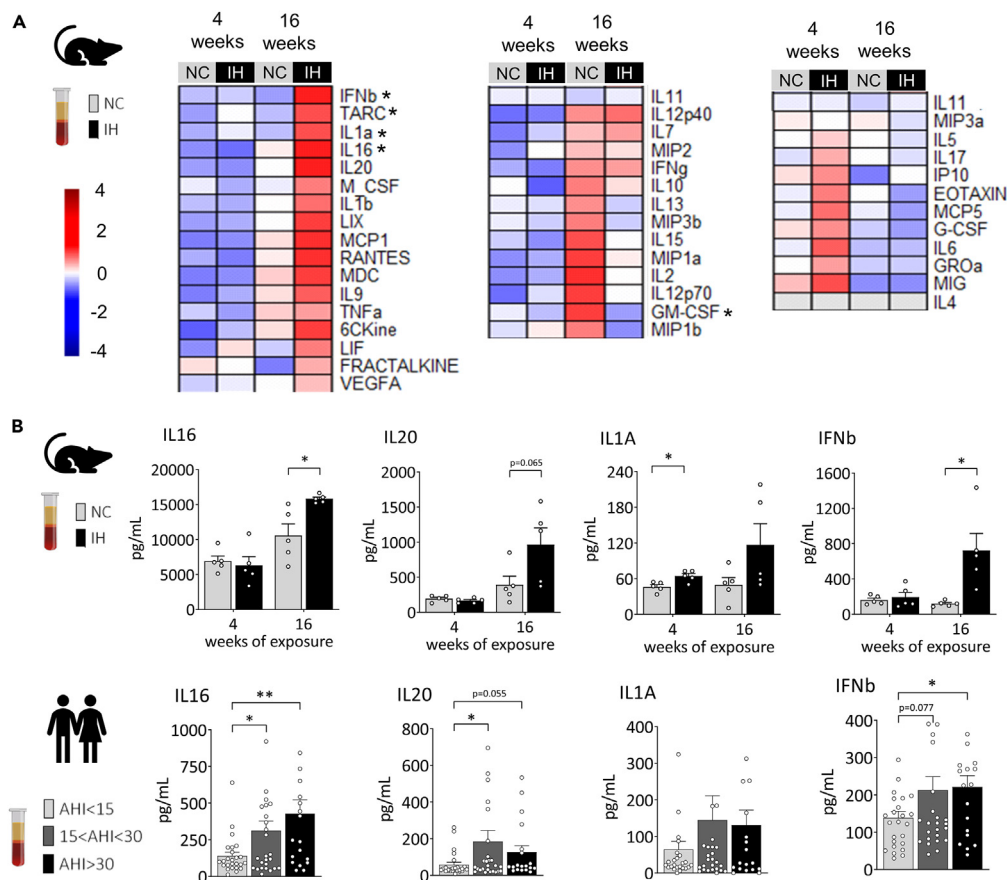 A
4
weeks
16
weeks
NC
IH
NC
IH
NC
IH
4
2
0
-2
-4
IFNb *
TARC *
IL1a *
IL16 *
IL20
M_CSF
IL1b
LIX
MCP1
RANTES
MDC
IL9
TNFa
6CKine
LIF
FRACTALKINE
VEGFA
4
weeks
16
weeks
NC
IH
NC
IH
IL11
IL12p40
IL7
MIP2
IFNg
IL10
IL13
MIP3b
IL15
MIP1a
IL2
IL12p70
GM-CSF *
MIP1b
4
weeks
16
weeks
NC
IH
NC
IH
IL11
MIP3a
IL5
IL17
IP10
EOTAXIN
MCP5
G-CSF
IL6
GROa
MIG
IL4
B
NC
IH
IL16
20000
15000
10000
5000
0
pg/mL
*
4
16
weeks of exposure
IL20
2000
1500
1000
500
0
pg/mL
p=0.065
4
16
weeks of exposure
IL1A
240
180
120
60
0
pg/mL
*
4
16
weeks of exposure
IFNb
1600
1200
800
400
0
pg/mL
*
4
16
weeks of exposure
AHI<15
15<AHI<30
AHI>30
IL16
1000
750
500
250
0
pg/mL
**
*
IL20
800
600
400
200
0
pg/mL
p=0.055
*
IL1A
400
300
200
100
0
pg/mL
IFNb
400
300
200
100
0
pg/mL
*
p=0.077